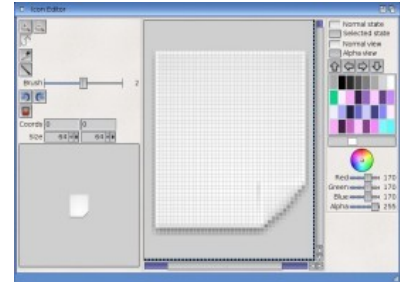 Icon Editor
Normal state
Selected state
Normal view
Alpha view
Brush 2
Coords 0 0
Size 64 64
Red 170
Green 170
Blue 170
Alpha 255